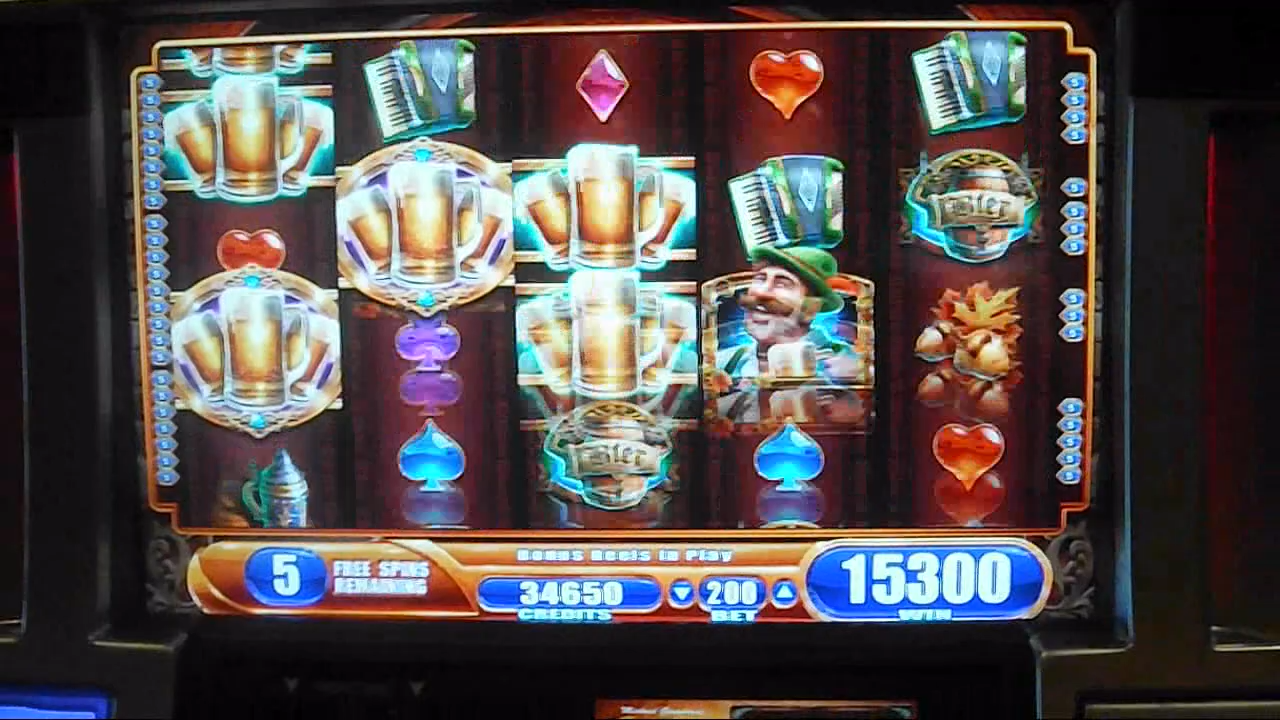 5
FREE SPINS
REMAINING
Bonus Reels in Play
34650
CREDITS
200
BET
15300
WIN